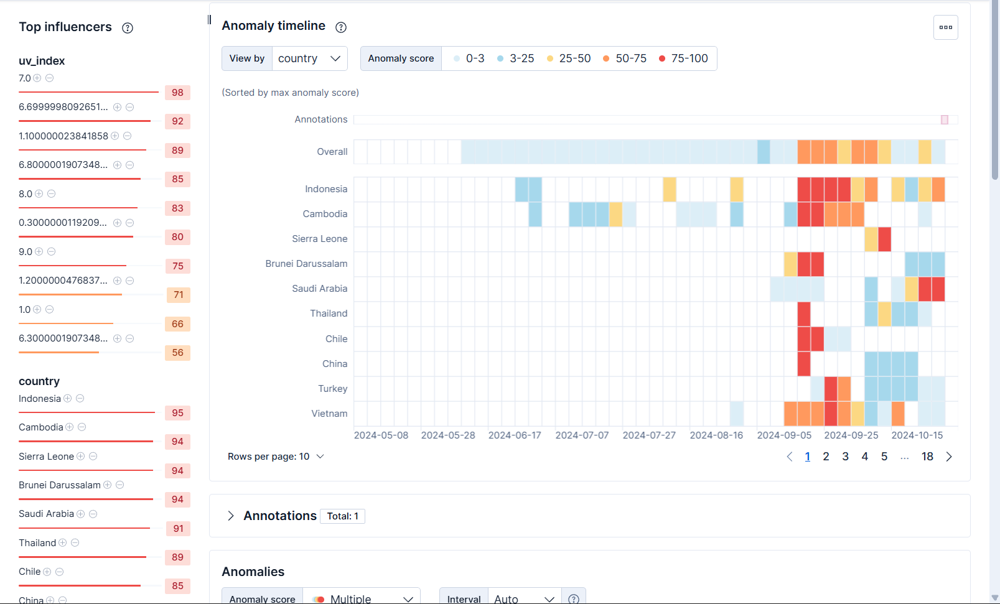 Top influencers
uv_index
7.0
98
6.6999998092651...
92
1.100000023841858
89
6.8000001907348...
85
8.0
83
0.3000000119209...
80
9.0
75
1.2000000476837...
71
1.0
66
6.3000001907348...
56
country
Indonesia
95
Cambodia
94
Sierra Leone
94
Brunei Darussalam
94
Saudi Arabia
91
Thailand
89
Chile
85
China
Anomaly timeline
View by country Anomaly score 0-3 3-25 25-50 50-75 75-100
(Sorted by max anomaly score)
Annotations
Overall
Indonesia
Cambodia
Sierra Leone
Brunei Darussalam
Saudi Arabia
Thailand
Chile
China
Turkey
Vietnam
2024-05-08 2024-05-28 2024-06-17 2024-07-07 2024-07-27 2024-08-16 2024-09-05 2024-09-25 2024-10-15
Rows per page: 10 1 2 3 4 5 ... 18
Annotations Total: 1
Anomalies
Anomaly score Multiple Interval Auto